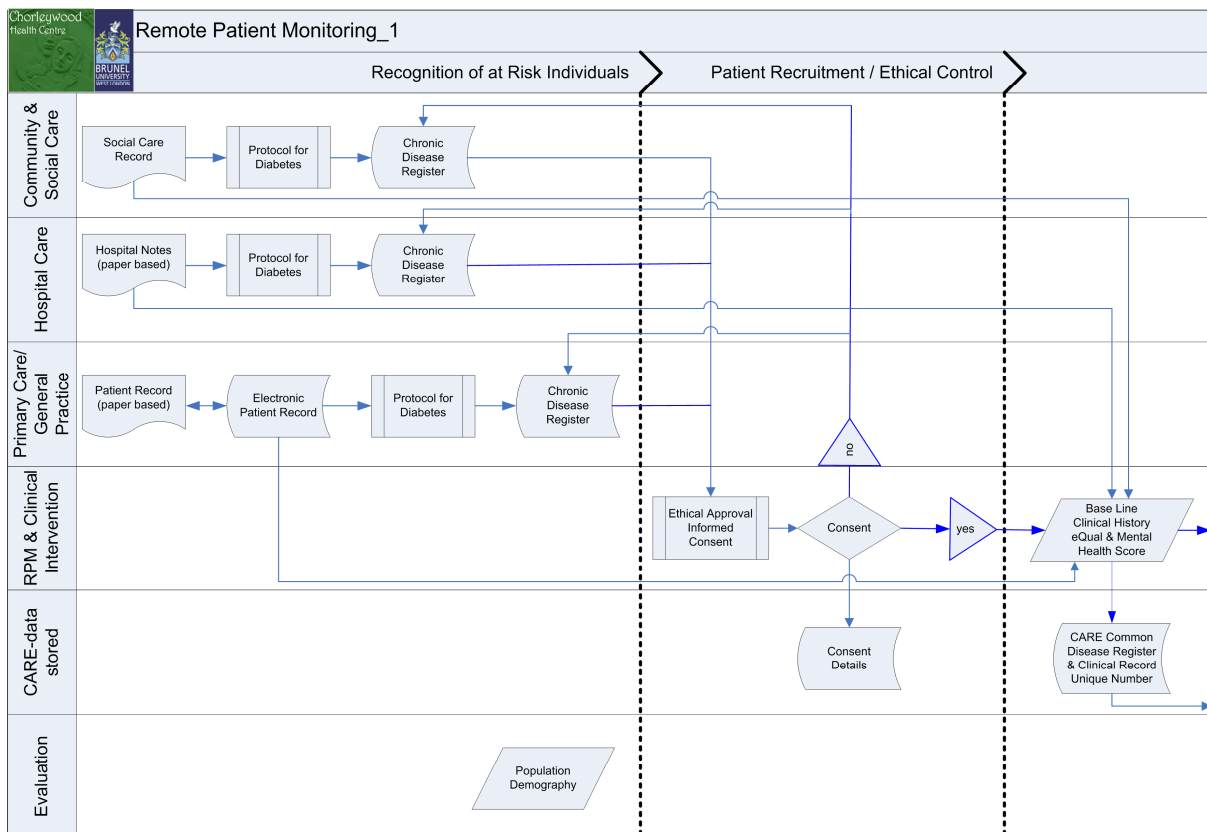 Chorleywood
Health Centre
BRUNEL
UNIVERSITY
WEST LONDON
Remote Patient Monitoring_1
Recognition of at Risk Individuals
Patient Recruitment / Ethical Control
Community &
Social Care
Social Care
Record
Protocol for
Diabetes
Chronic
Disease
Register
Hospital Care
Hospital Notes
(paper based)
Protocol for
Diabetes
Chronic
Disease
Register
Primary Care/
General
Practice
Patient Record
(paper based)
Electronic
Patient Record
Protocol for
Diabetes
Chronic
Disease
Register
no
RPM & Clinical
Intervention
Ethical Approval
Informed
Consent
Consent
yes
Base Line
Clinical History
eQual & Mental
Health Score
CARE-data
stored
Consent
Details
CARE Common
Disease Register
& Clinical Record
Unique Number
Evaluation
Population
Demography